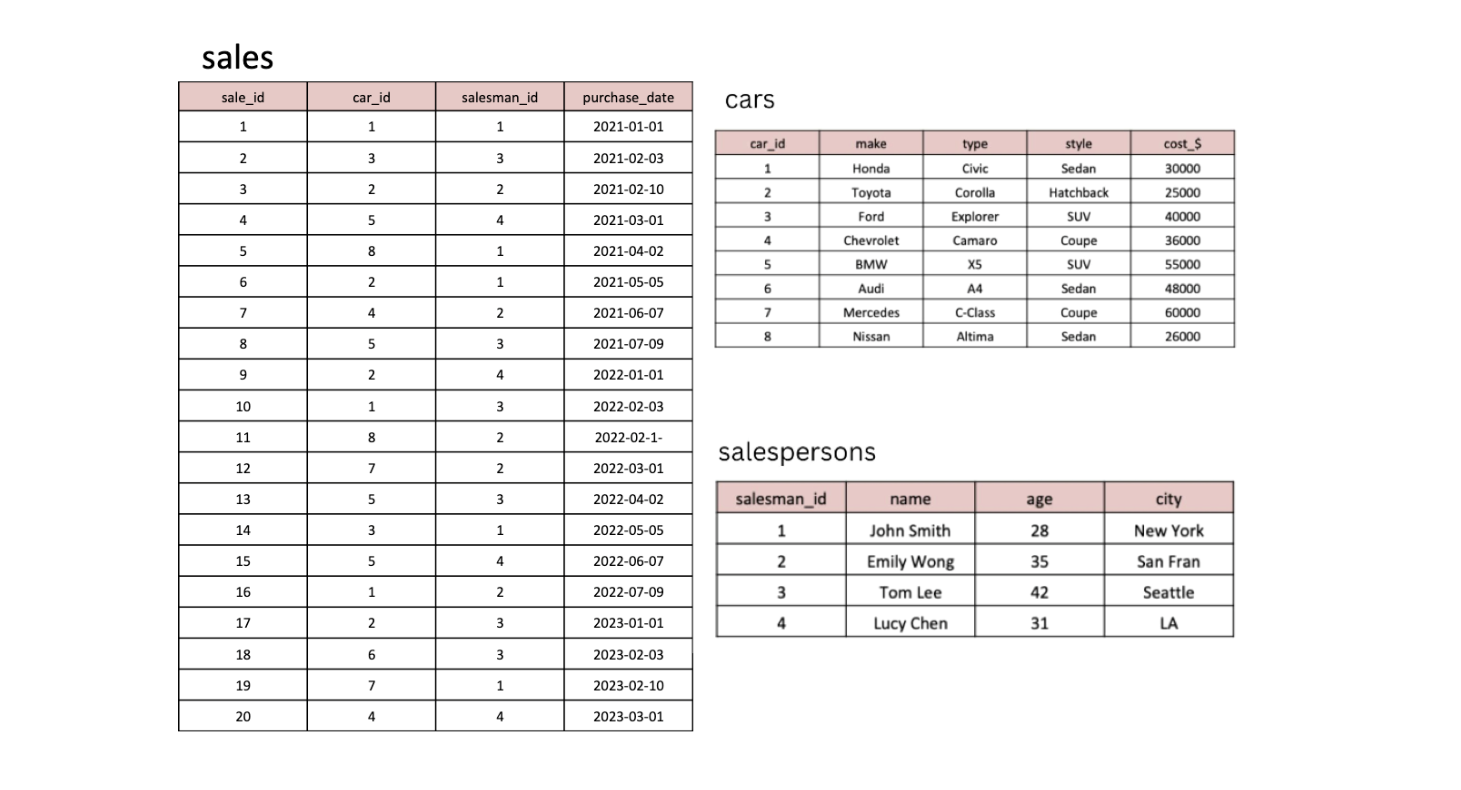 sales
sale_id car_id salesman_id purchase_date
1 1 1 2021-01-01
2 3 3 2021-02-03
3 2 2 2021-02-10
4 5 4 2021-03-01
5 8 1 2021-04-02
6 2 1 2021-05-05
7 4 2 2021-06-07
8 5 3 2021-07-09
9 2 4 2022-01-01
10 1 3 2022-02-03
11 8 2 2022-02-1-
12 7 2 2022-03-01
13 5 3 2022-04-02
14 3 1 2022-05-05
15 5 4 2022-06-07
16 1 2 2022-07-09
17 2 3 2023-01-01
18 6 3 2023-02-03
19 7 1 2023-02-10
20 4 4 2023-03-01
cars
car_id make type style cost_$
1 Honda Civic Sedan 30000
2 Toyota Corolla Hatchback 25000
3 Ford Explorer SUV 40000
4 Chevrolet Camaro Coupe 36000
5 BMW X5 SUV 55000
6 Audi A4 Sedan 48000
7 Mercedes C-Class Coupe 60000
8 Nissan Altima Sedan 26000
salespersons
salesman_id name age city
1 John Smith 28 New York
2 Emily Wong 35 San Fran
3 Tom Lee 42 Seattle
4 Lucy Chen 31 LA